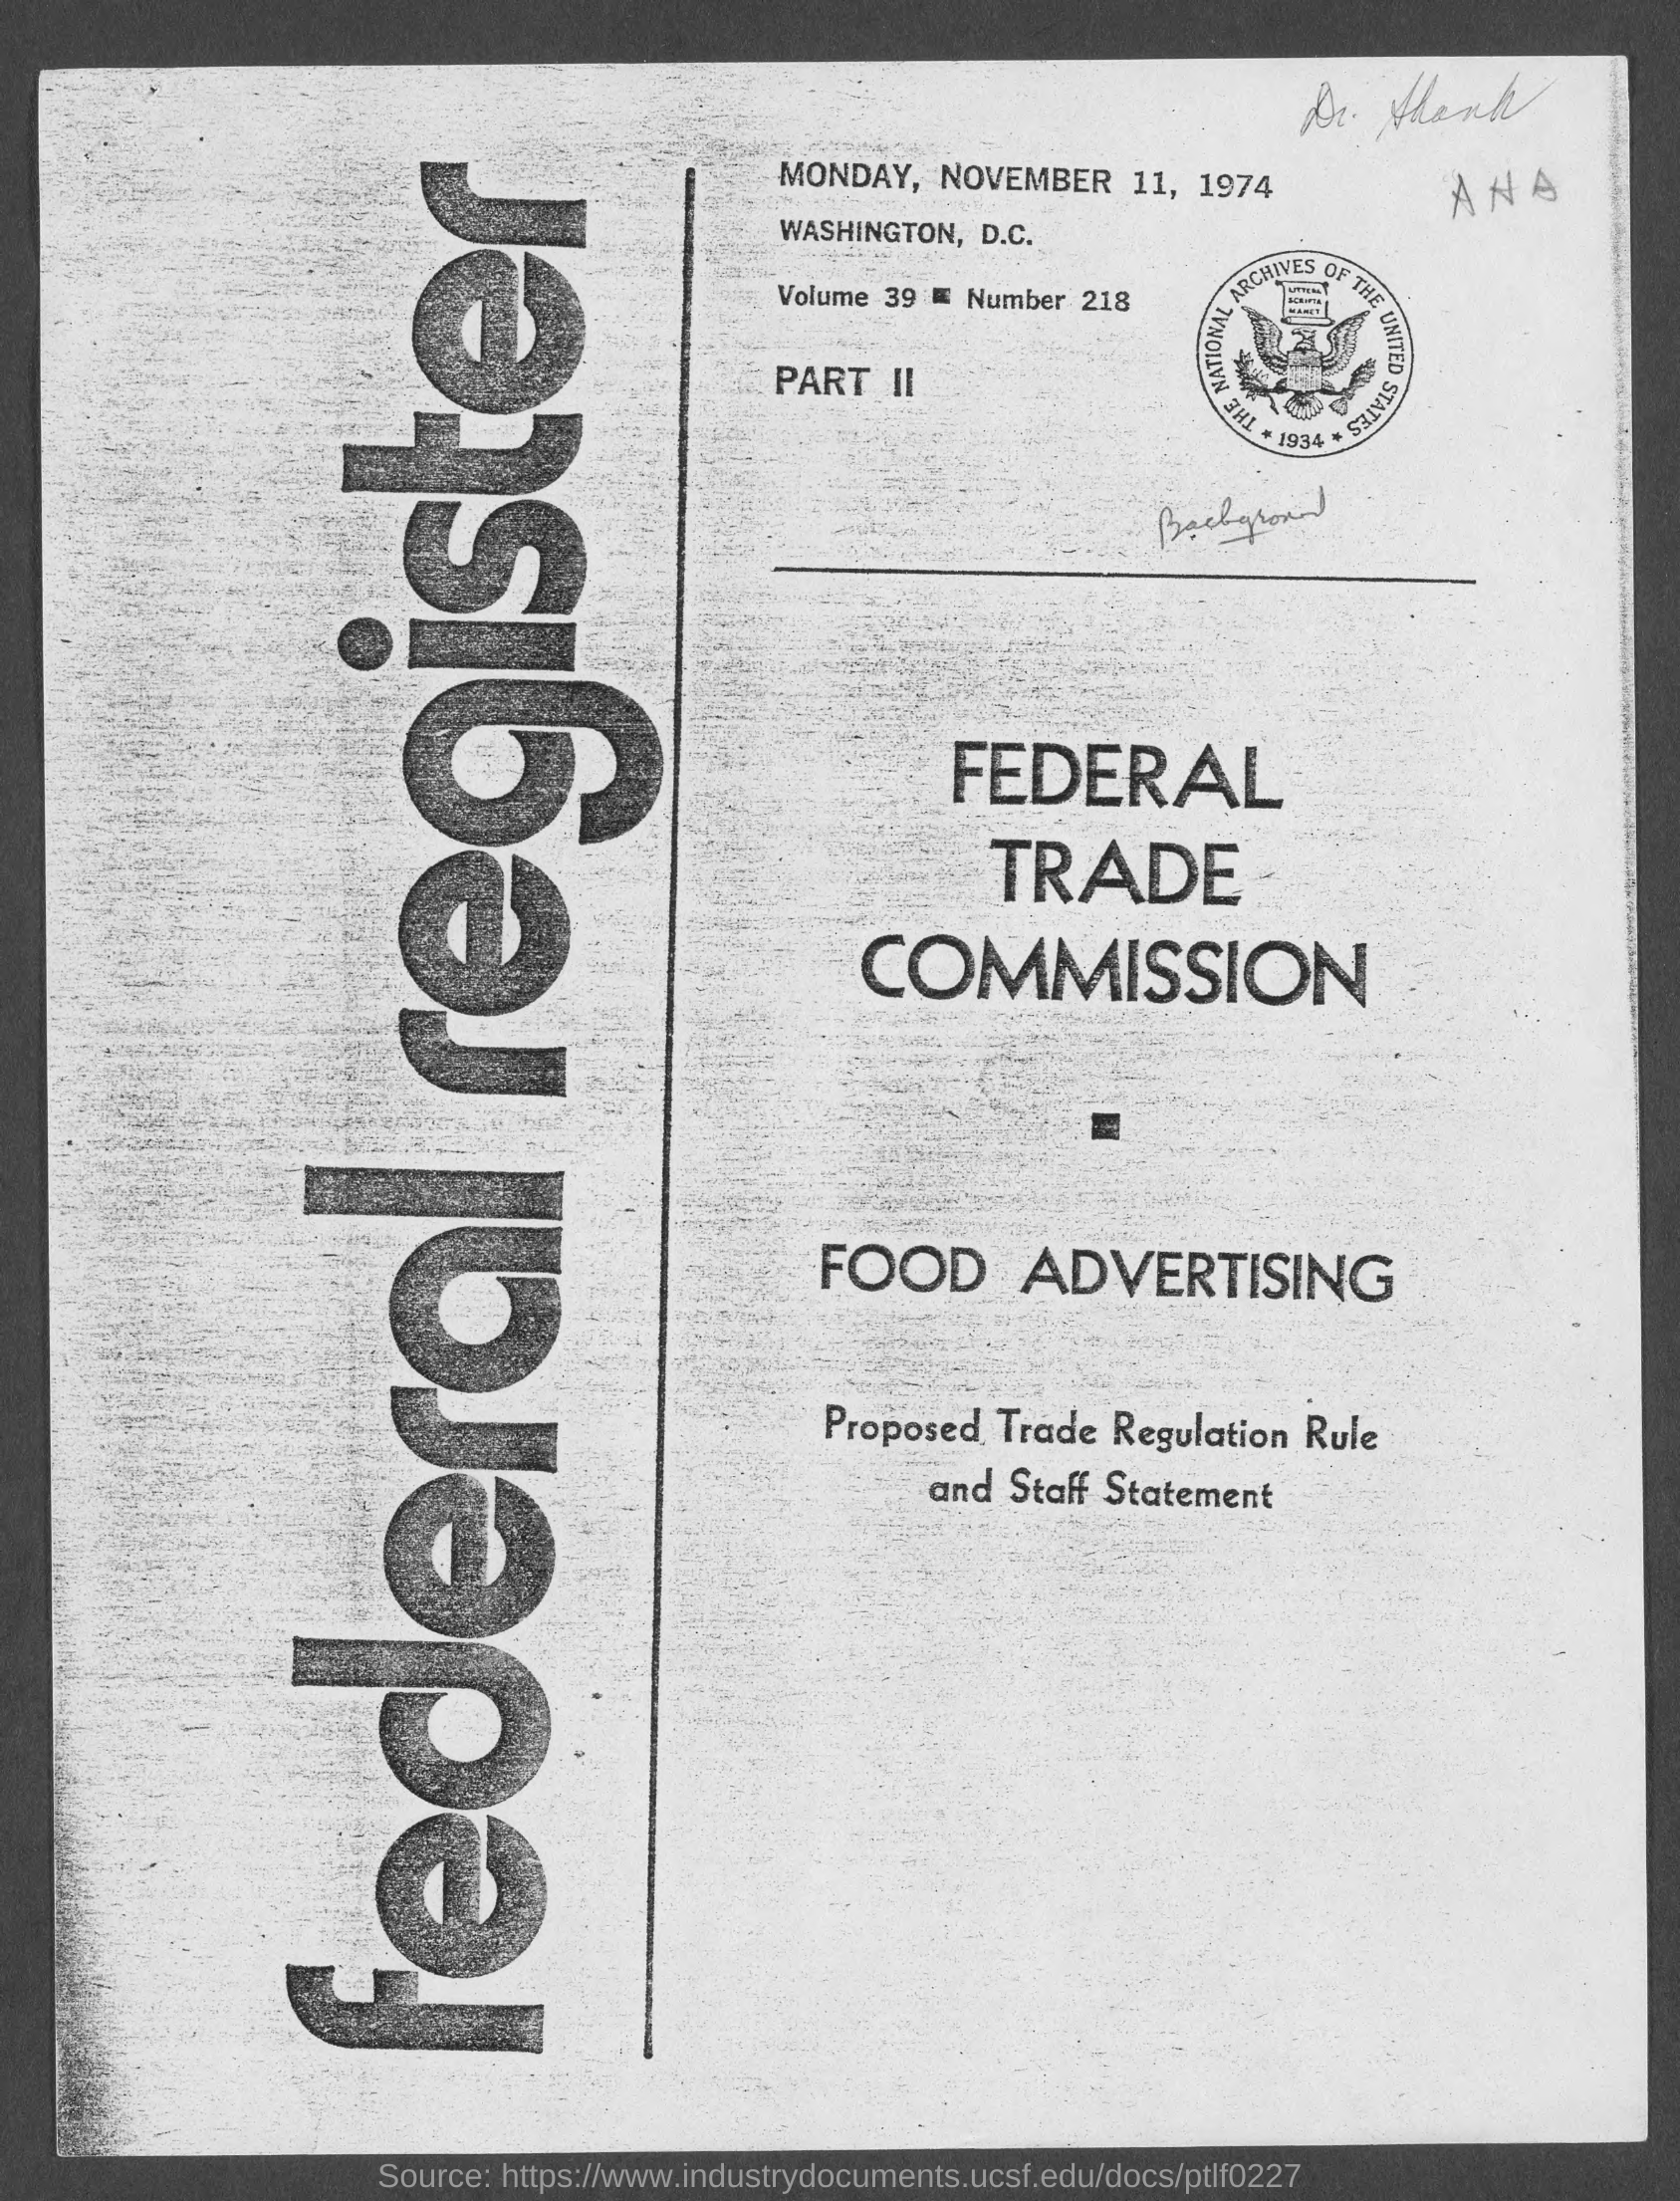 Dr. Shank
AHA
MONDAY, NOVEMBER 11, 1974
WASHINGTON, D.C.
Volume 39 ■ Number 218
PART II
THE NATIONAL ARCHIVES OF THE UNITED STATES
LITTERA
SCRIPTA
MANET
★ 1934 ★
Background
federal register
FEDERAL
TRADE
COMMISSION
■
FOOD ADVERTISING
Proposed Trade Regulation Rule
and Staff Statement
Source: https://www.industrydocuments.ucsf.edu/docs/ptlf0227